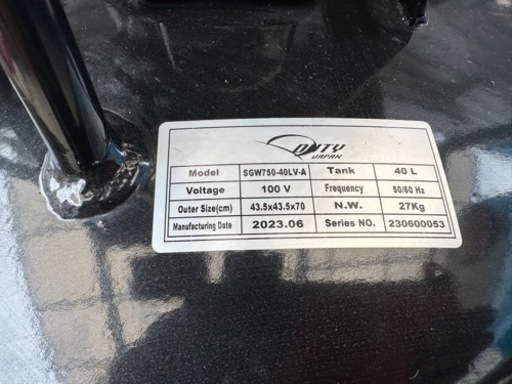 DUTY
JAPAN
Model SGW750-40LV-A Tank 40 L
Voltage 100 V Frequency 50/60 Hz
Outer Size(cm) 43.5x43.5x70 N.W. 27Kg
Manufacturing Date 2023.06 Series NO. 230600053